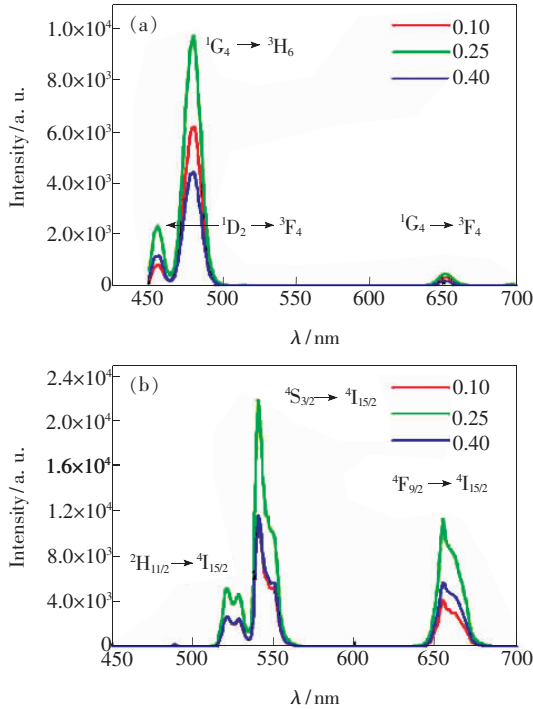 (a)
¹G₄ → ³H₆
0.10
0.25
0.40
¹D₂ → ³F₄
¹G₄ → ³F₄
Intensity/a. u.
1.0×10⁴
8.0×10³
6.0×10³
4.0×10³
2.0×10³
0
450 500 550 600 650 700
λ/nm
(b)
⁴S₃/₂ → ⁴I₁₅/₂
0.10
0.25
0.40
⁴F₉/₂ → ⁴I₁₅/₂
²H₁₁/₂ → ⁴I₁₅/₂
Intensity/a. u.
2.4×10⁴
2.0×10⁴
1.6×10⁴
1.2×10⁴
8.0×10³
4.0×10³
0
450 500 550 600 650 700
λ/nm